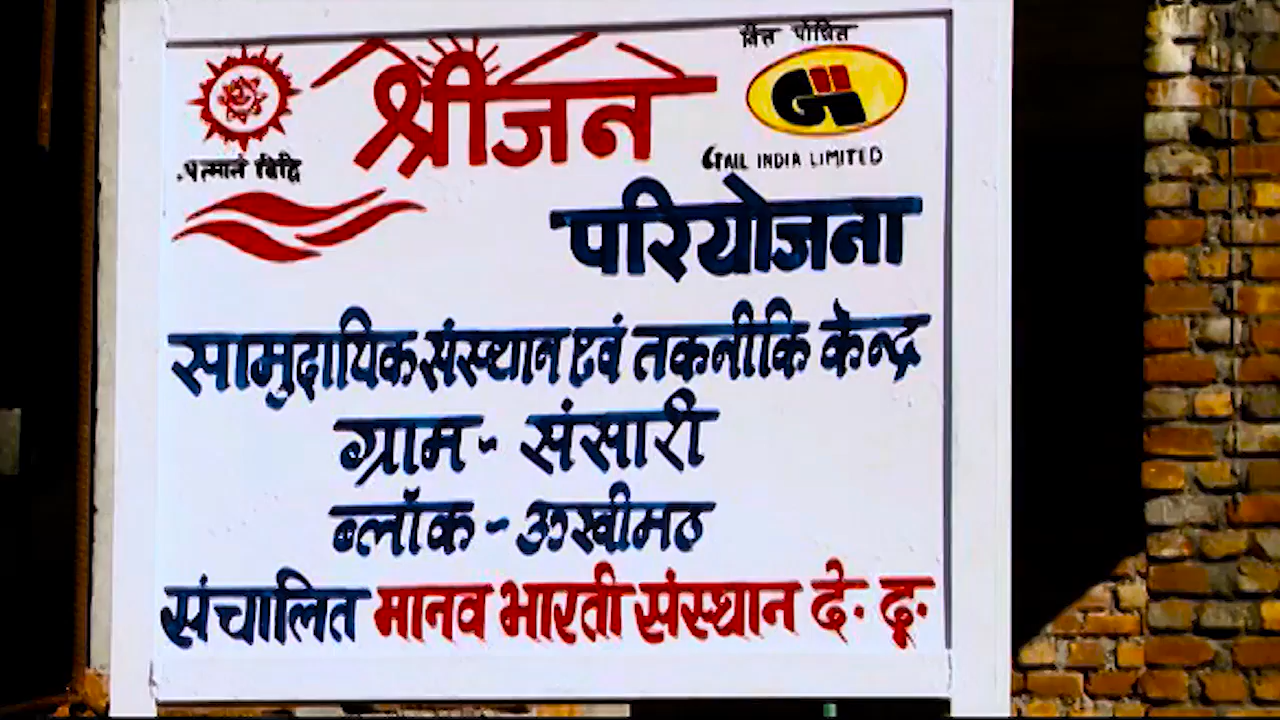 वित्त पोषित
श्रीजन
GAIL INDIA LIMITED
परियोजना
सामुदायिक संस्थान एवं तकनीकि केन्द्र
ग्राम - संसारी
ब्लॉक - ऊखीमठ
संचालित मानव भारती संस्थान दे. दू.